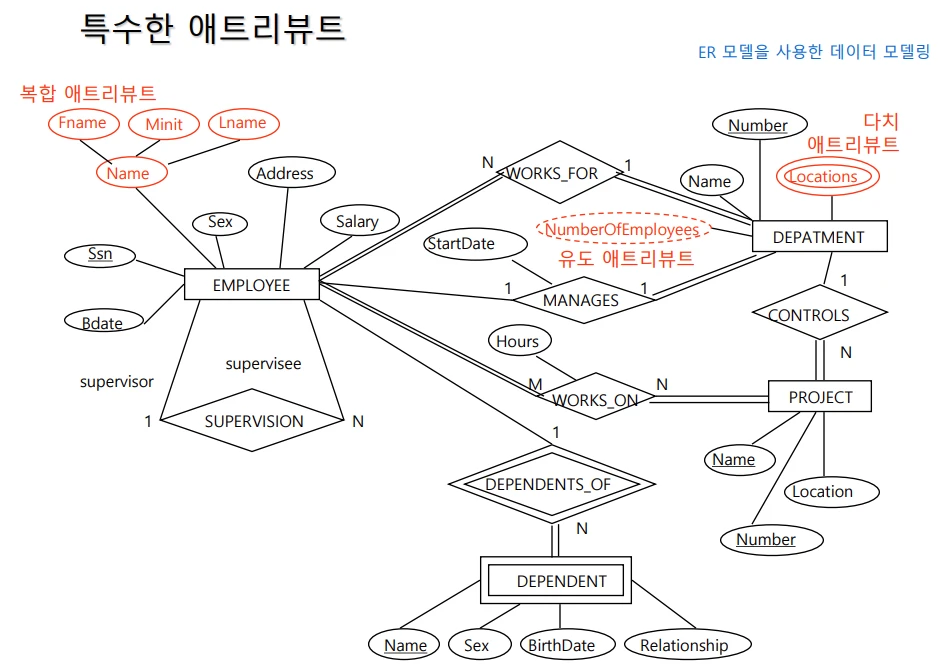 특수한 애트리뷰트
ER 모델을 사용한 데이터 모델링
복합 애트리뷰트
Fname
Minit
Lname
Name
Address
Sex
Salary
Ssn
Bdate
EMPLOYEE
N
WORKS_FOR
1
Number
다치
애트리뷰트
Name
Locations
NumberOfEmployees
유도 애트리뷰트
DEPATMENT
StartDate
1
MANAGES
1
1
CONTROLS
N
Hours
M
WORKS_ON
N
PROJECT
supervisor
supervisee
1
SUPERVISION
N
Name
Location
Number
1
DEPENDENTS_OF
N
DEPENDENT
Name
Sex
BirthDate
Relationship